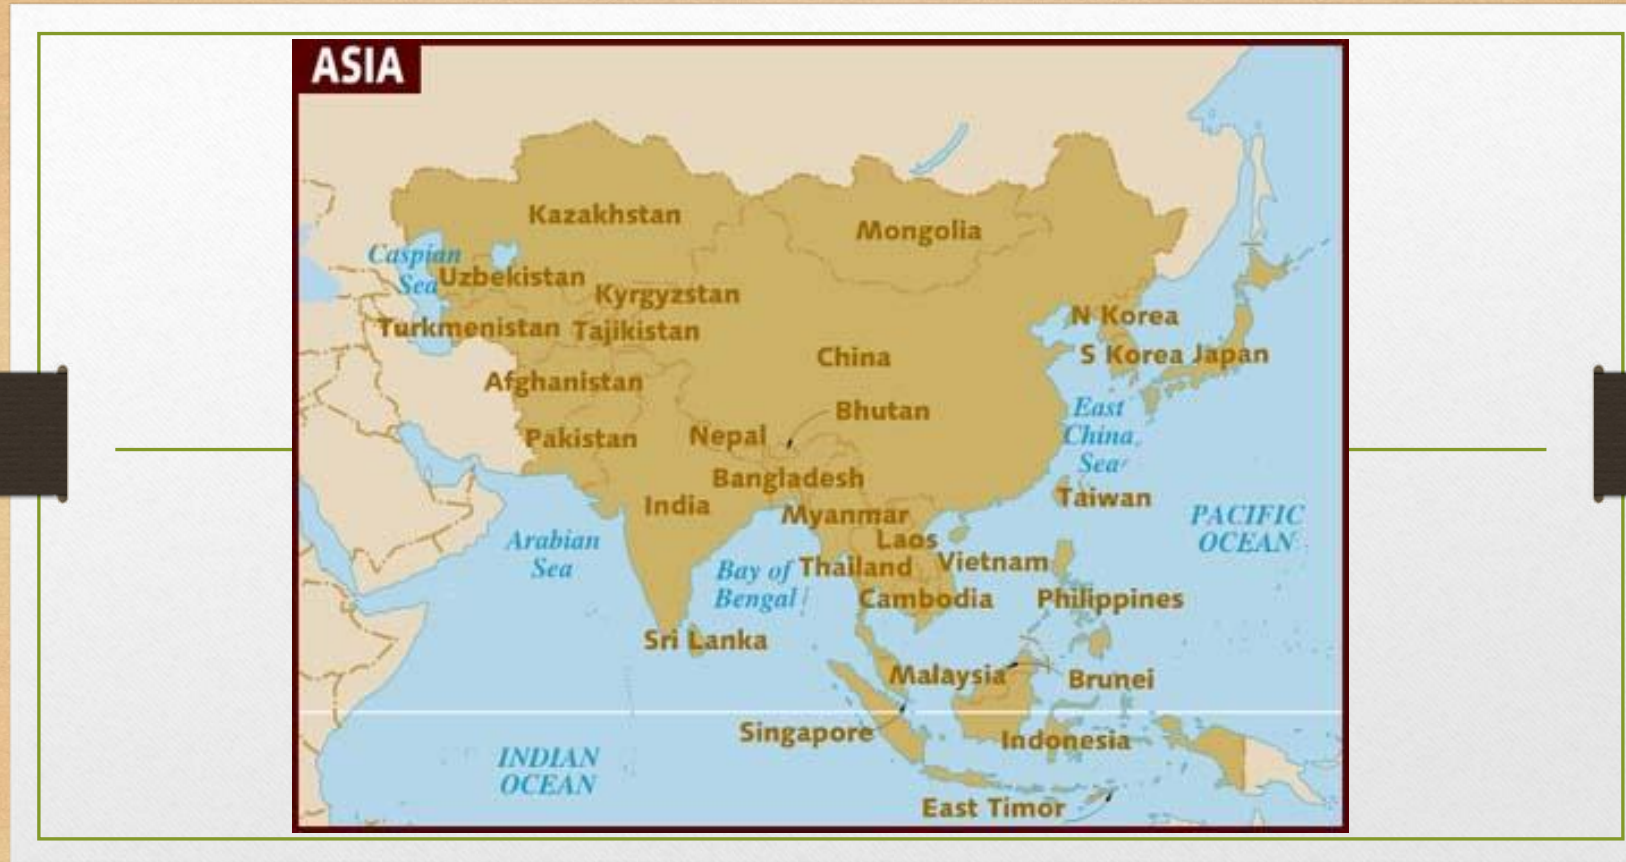 ASIA
Kazakhstan
Mongolia
Caspian
Sea
Uzbekistan
Kyrgyzstan
N Korea
Turkmenistan
Tajikistan
S Korea
Japan
China
Afghanistan
Bhutan
East
China
Sea
Pakistan
Nepal
Bangladesh
Taiwan
India
Myanmar
PACIFIC
OCEAN
Arabian
Sea
Laos
Vietnam
Bay of
Bengal
Thailand
Cambodia
Philippines
Sri Lanka
Malaysia
Brunei
Singapore
Indonesia
INDIAN
OCEAN
East Timor